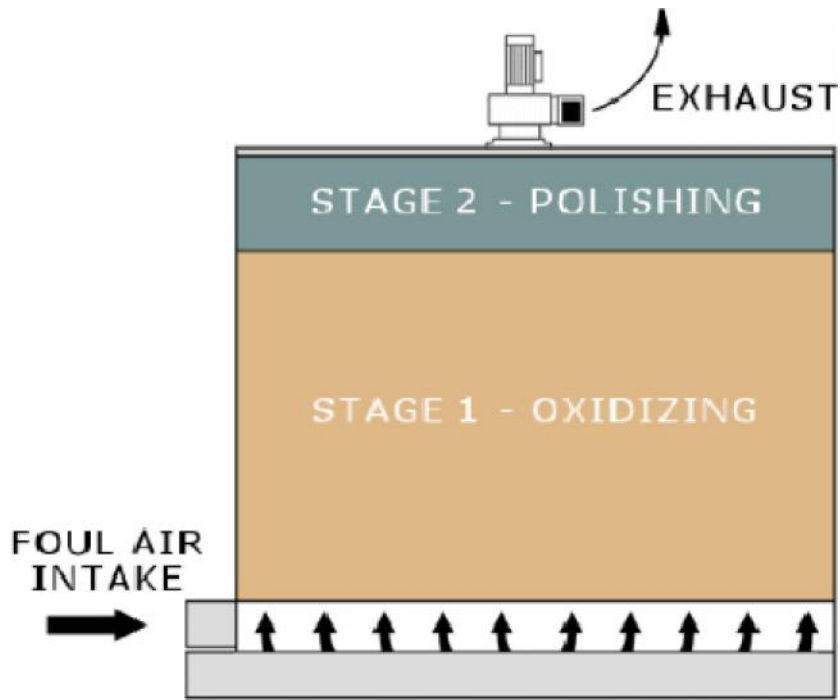 EXHAUST
STAGE 2 - POLISHING
STAGE 1 - OXIDIZING
FOUL AIR
INTAKE